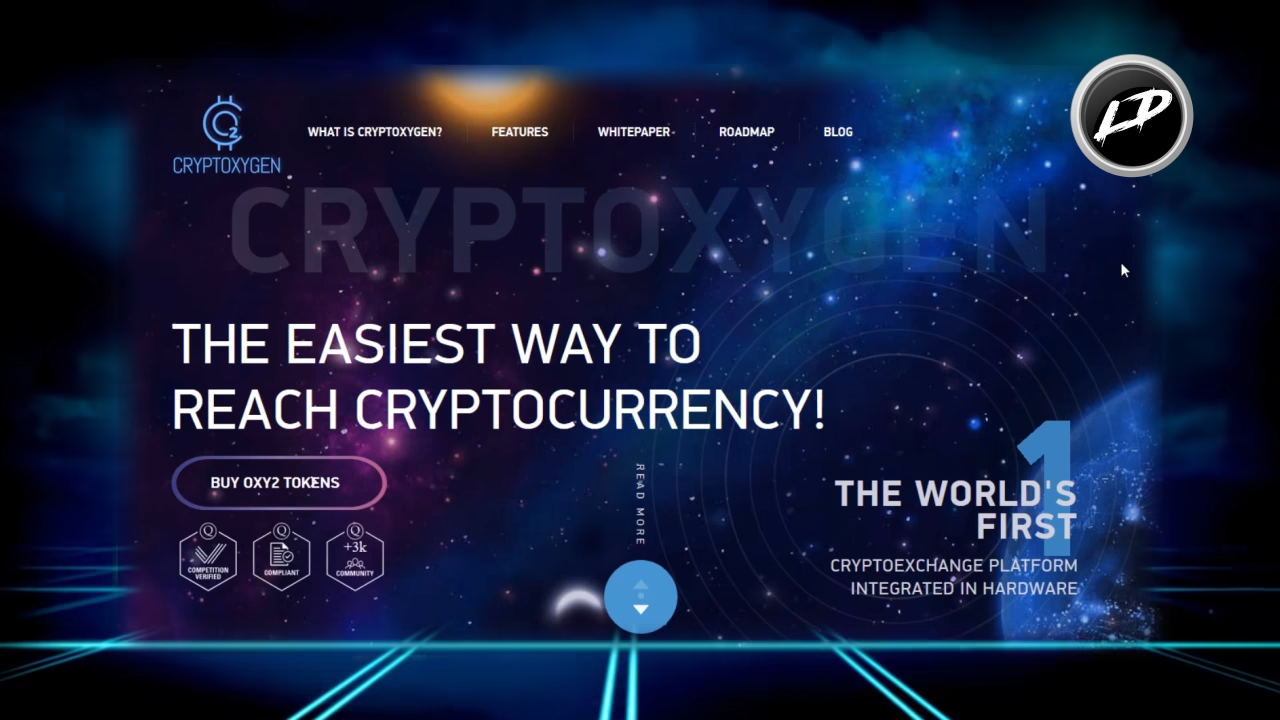 LP
CRYPTOXYGEN
WHAT IS CRYPTOXYGEN?
FEATURES
WHITEPAPER
ROADMAP
BLOG
CRYPTOXYGEN
THE EASIEST WAY TO
REACH CRYPTOCURRENCY!
BUY OXY2 TOKENS
Q
COMPETITION
VERIFIED
Q
COMPLIANT
Q
+3k
COMMUNITY
READ MORE
1
THE WORLD'S
FIRST
CRYPTOEXCHANGE PLATFORM
INTEGRATED IN HARDWARE